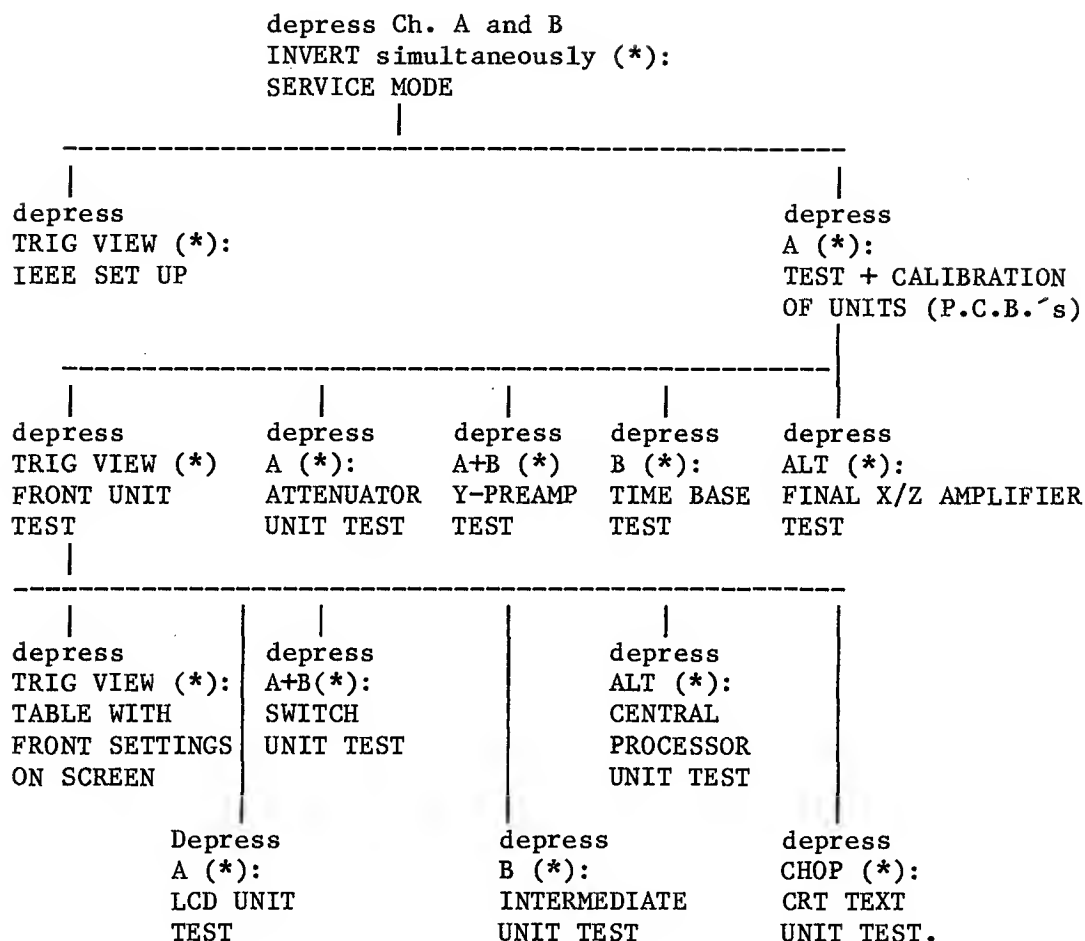 depress Ch. A and B
INVERT simultaneously (*):
SERVICE MODE
depress
TRIG VIEW (*):
IEEE SET UP
depress
A (*):
TEST + CALIBRATION
OF UNITS (P.C.B.´s)
depress
TRIG VIEW (*)
FRONT UNIT
TEST
depress
A (*):
ATTENUATOR
UNIT TEST
depress
A+B (*)
Y-PREAMP
TEST
depress
B (*):
TIME BASE
TEST
depress
ALT (*):
FINAL X/Z AMPLIFIER
TEST
depress
TRIG VIEW (*):
TABLE WITH
FRONT SETTINGS
ON SCREEN
depress
A+B(*):
SWITCH
UNIT TEST
depress
ALT (*):
CENTRAL
PROCESSOR
UNIT TEST
Depress
A (*):
LCD UNIT
TEST
depress
B (*):
INTERMEDIATE
UNIT TEST
depress
CHOP (*):
CRT TEXT
UNIT TEST.